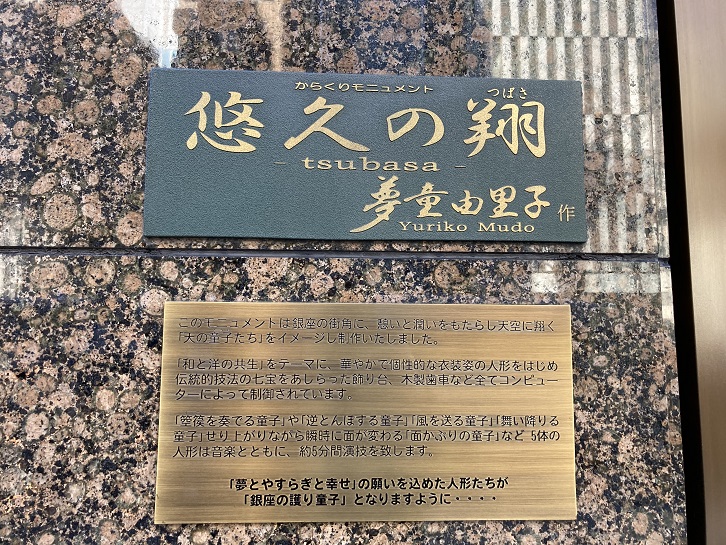 からくりモニュメント
つばさ
悠久の翔
- tsubasa -
夢童由里子 作
Yuriko Mudo
このモニュメントは銀座の街角に、憩いと潤いをもたらし天空に翔く
「天の童子たち」をイメージし制作いたしました。
「和と洋の共生」をテーマに、華やかで個性的な衣装姿の人形をはじめ
伝統的技法の七宝をあしらった飾り台、木製歯車など全てコンピュー
ターによって制御されています。
「箜篌を奏でる童子」や「逆とんぼする童子」「風を送る童子」「舞い降りる
童子」せり上がりながら瞬時に面が変わる「面かぶりの童子」など 5体の
人形は音楽とともに、約5分間演技を致します。
「夢とやすらぎと幸せ」の願いを込めた人形たちが
「銀座の護り童子」となりますように・・・・